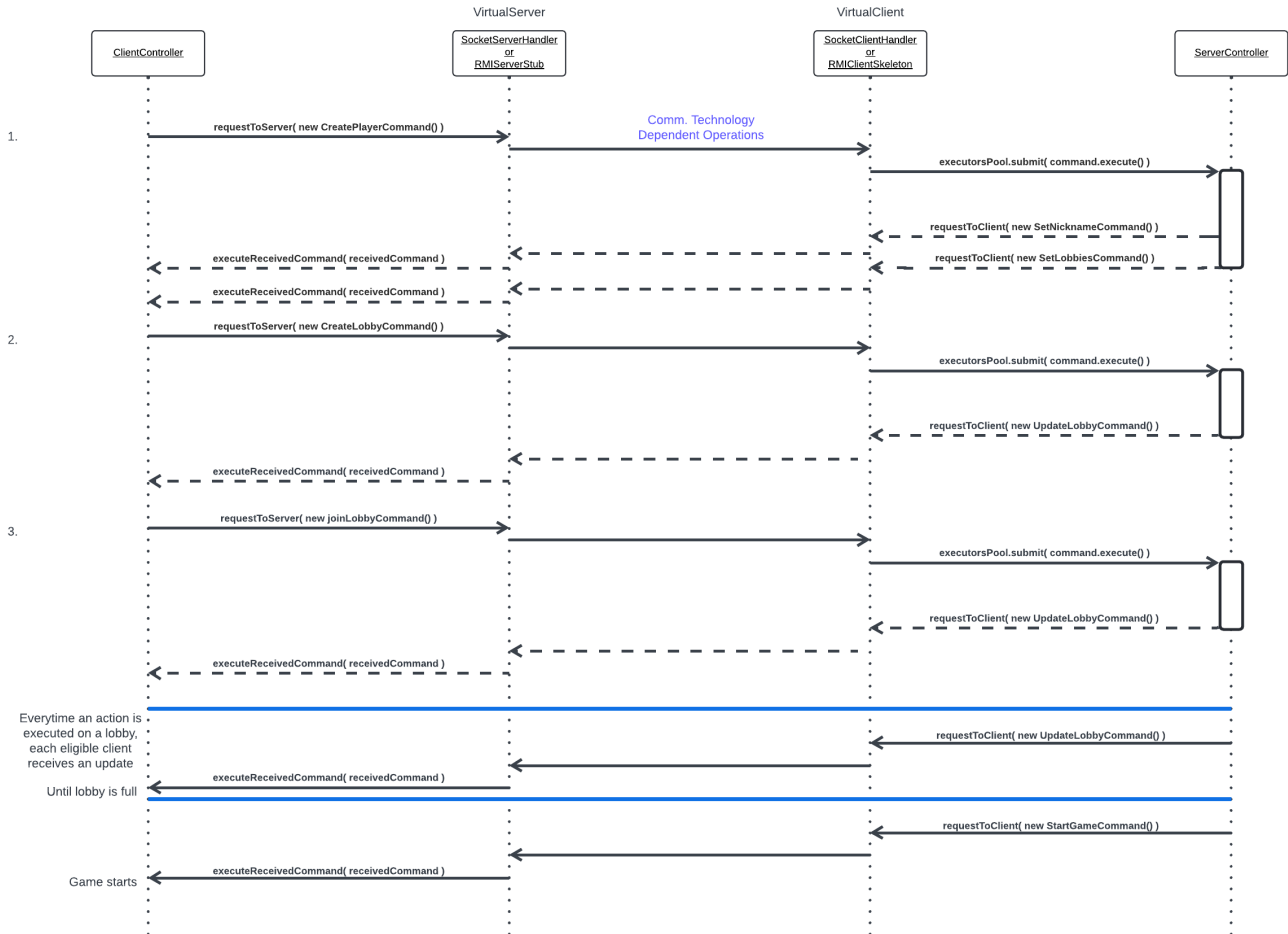 VirtualServer
VirtualClient
ClientController
SocketServerHandler
or
RMIServerStub
SocketClientHandler
or
RMIClientSkeleton
ServerController
1.
requestToServer( new CreatePlayerCommand() )
Comm. Technology
Dependent Operations
executorsPool.submit( command.execute() )
requestToClient( new SetNicknameCommand() )
executeReceivedCommand( receivedCommand )
requestToClient( new SetLobbiesCommand() )
executeReceivedCommand( receivedCommand )
2.
requestToServer( new CreateLobbyCommand() )
executorsPool.submit( command.execute() )
requestToClient( new UpdateLobbyCommand() )
executeReceivedCommand( receivedCommand )
3.
requestToServer( new joinLobbyCommand() )
executorsPool.submit( command.execute() )
requestToClient( new UpdateLobbyCommand() )
executeReceivedCommand( receivedCommand )
Everytime an action is
executed on a lobby,
each eligible client
receives an update
requestToClient( new UpdateLobbyCommand() )
executeReceivedCommand( receivedCommand )
Until lobby is full
requestToClient( new StartGameCommand() )
executeReceivedCommand( receivedCommand )
Game starts